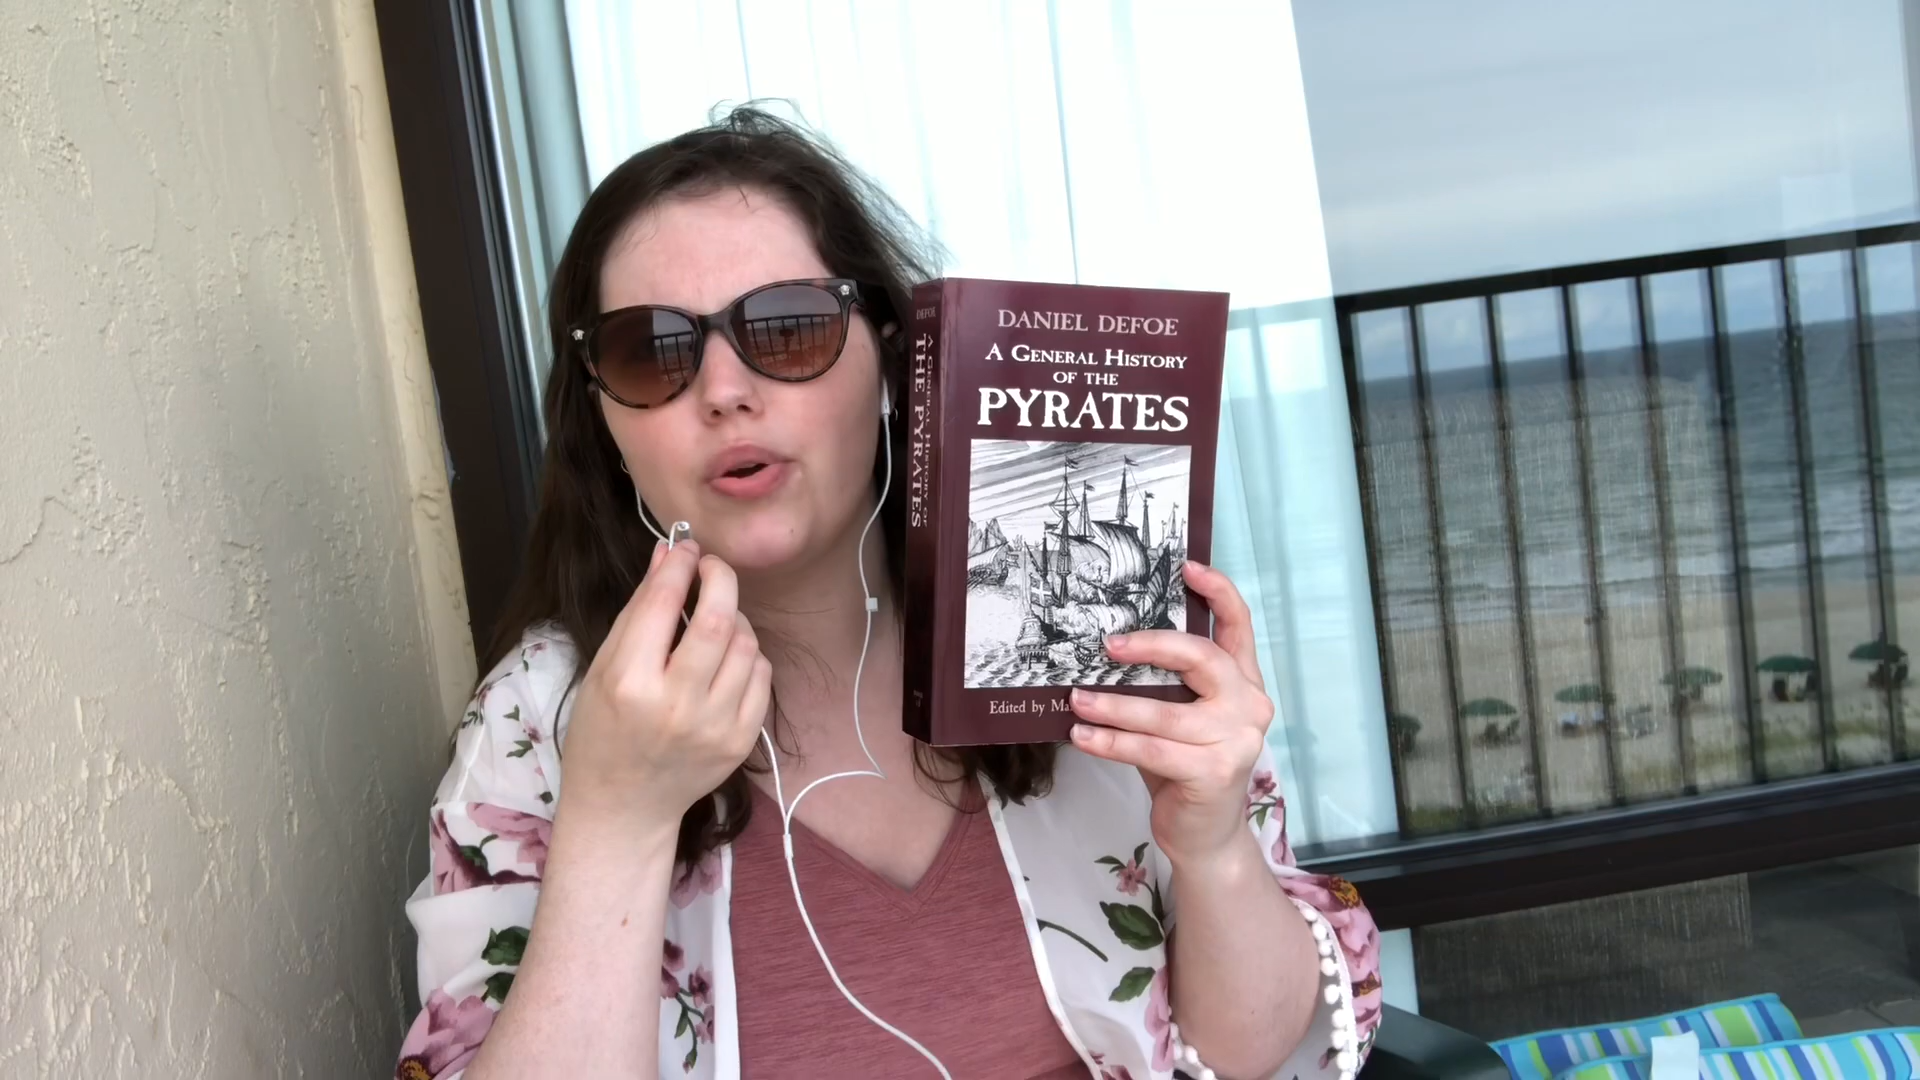 DANIEL DEFOE
A GENERAL HISTORY
OF THE
PYRATES
Edited by
DEFOE
A GENERAL HISTORY OF
THE PYRATES